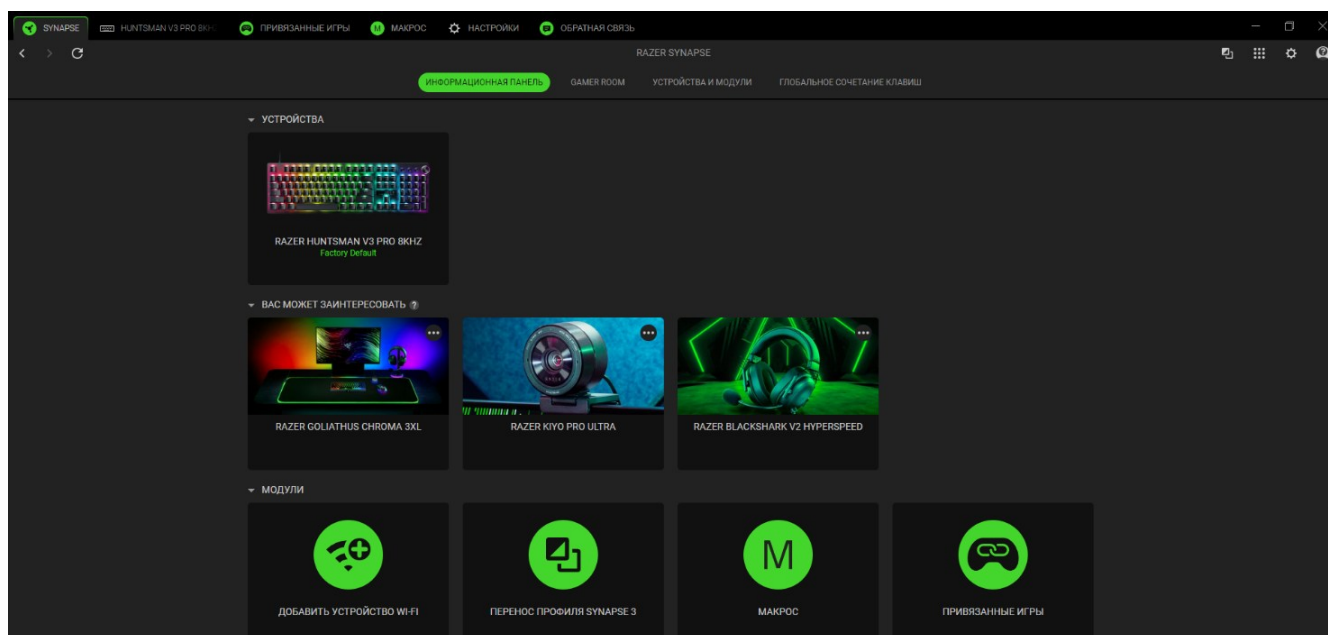 SYNAPSE HUNTSMAN V3 PRO 8KHZ ПРИВЯЗАННЫЕ ИГРЫ M МАКРОС НАСТРОЙКИ ОБРАТНАЯ СВЯЗЬ
RAZER SYNAPSE
ИНФОРМАЦИОННАЯ ПАНЕЛЬ GAMER ROOM УСТРОЙСТВА И МОДУЛИ ГЛОБАЛЬНОЕ СОЧЕТАНИЕ КЛАВИШ
УСТРОЙСТВА
RAZER HUNTSMAN V3 PRO 8KHZ
Factory Default
ВАС МОЖЕТ ЗАИНТЕРЕСОВАТЬ ?
RAZER GOLIATHUS CHROMA 3XL RAZER KIYO PRO ULTRA RAZER BLACKSHARK V2 HYPERSPEED
МОДУЛИ
M
ДОБАВИТЬ УСТРОЙСТВО WI-FI ПЕРЕНОС ПРОФИЛЯ SYNAPSE 3 МАКРОС ПРИВЯЗАННЫЕ ИГРЫ